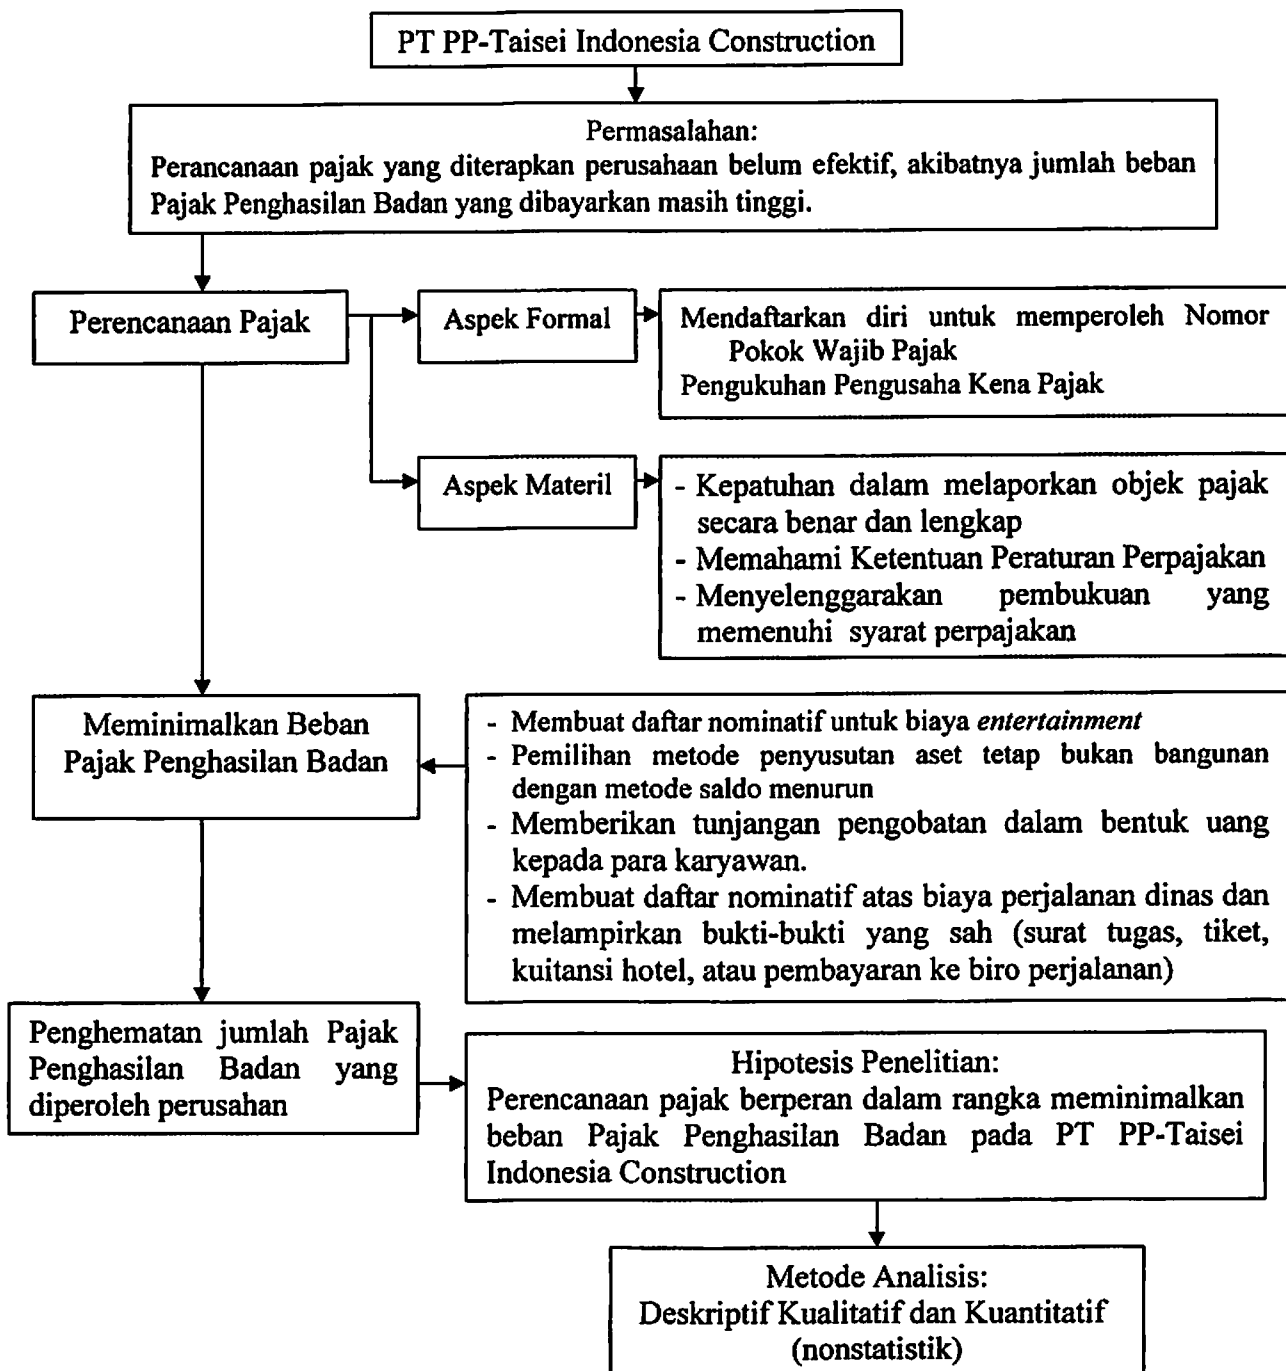 PT PP-Taisei Indonesia Construction
Permasalahan:
Perancanaan pajak yang diterapkan perusahaan belum efektif, akibatnya jumlah beban
Pajak Penghasilan Badan yang dibayarkan masih tinggi.
Perencanaan Pajak
Aspek Formal
Mendaftarkan diri untuk memperoleh Nomor
Pokok Wajib Pajak
Pengukuhan Pengusaha Kena Pajak
Aspek Materil
- Kepatuhan dalam melaporkan objek pajak
secara benar dan lengkap
- Memahami Ketentuan Peraturan Perpajakan
- Menyelenggarakan pembukuan yang
memenuhi syarat perpajakan
Meminimalkan Beban
Pajak Penghasilan Badan
- Membuat daftar nominatif untuk biaya entertainment
- Pemilihan metode penyusutan aset tetap bukan bangunan
dengan metode saldo menurun
- Memberikan tunjangan pengobatan dalam bentuk uang
kepada para karyawan.
- Membuat daftar nominatif atas biaya perjalanan dinas dan
melampirkan bukti-bukti yang sah (surat tugas, tiket,
kuitansi hotel, atau pembayaran ke biro perjalanan)
Penghematan jumlah Pajak
Penghasilan Badan yang
diperoleh perusahan
Hipotesis Penelitian:
Perencanaan pajak berperan dalam rangka meminimalkan
beban Pajak Penghasilan Badan pada PT PP-Taisei
Indonesia Construction
Metode Analisis:
Deskriptif Kualitatif dan Kuantitatif
(nonstatistik)